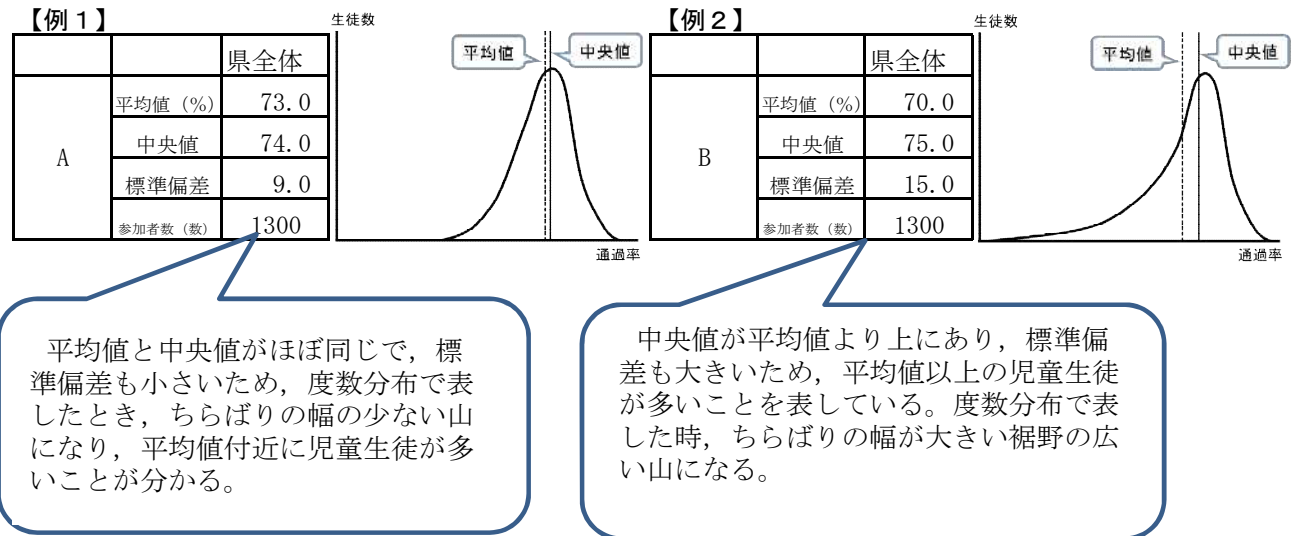 【例１】
県全体
A
平均値（%） 73.0
中央値 74.0
標準偏差 9.0
参加者数（数） 1300
生徒数
平均値
中央値
通過率
【例２】
県全体
B
平均値（%） 70.0
中央値 75.0
標準偏差 15.0
参加者数（数） 1300
生徒数
平均値
中央値
通過率
平均値と中央値がほぼ同じで，標
準偏差も小さいため，度数分布で表
したとき，ちらばりの幅の少ない山
になり，平均値付近に児童生徒が多
いことが分かる。
中央値が平均値より上にあり，標準偏
差も大きいため，平均値以上の児童生徒
が多いことを表している。度数分布で表
した時，ちらばりの幅が大きい裾野の広
い山になる。